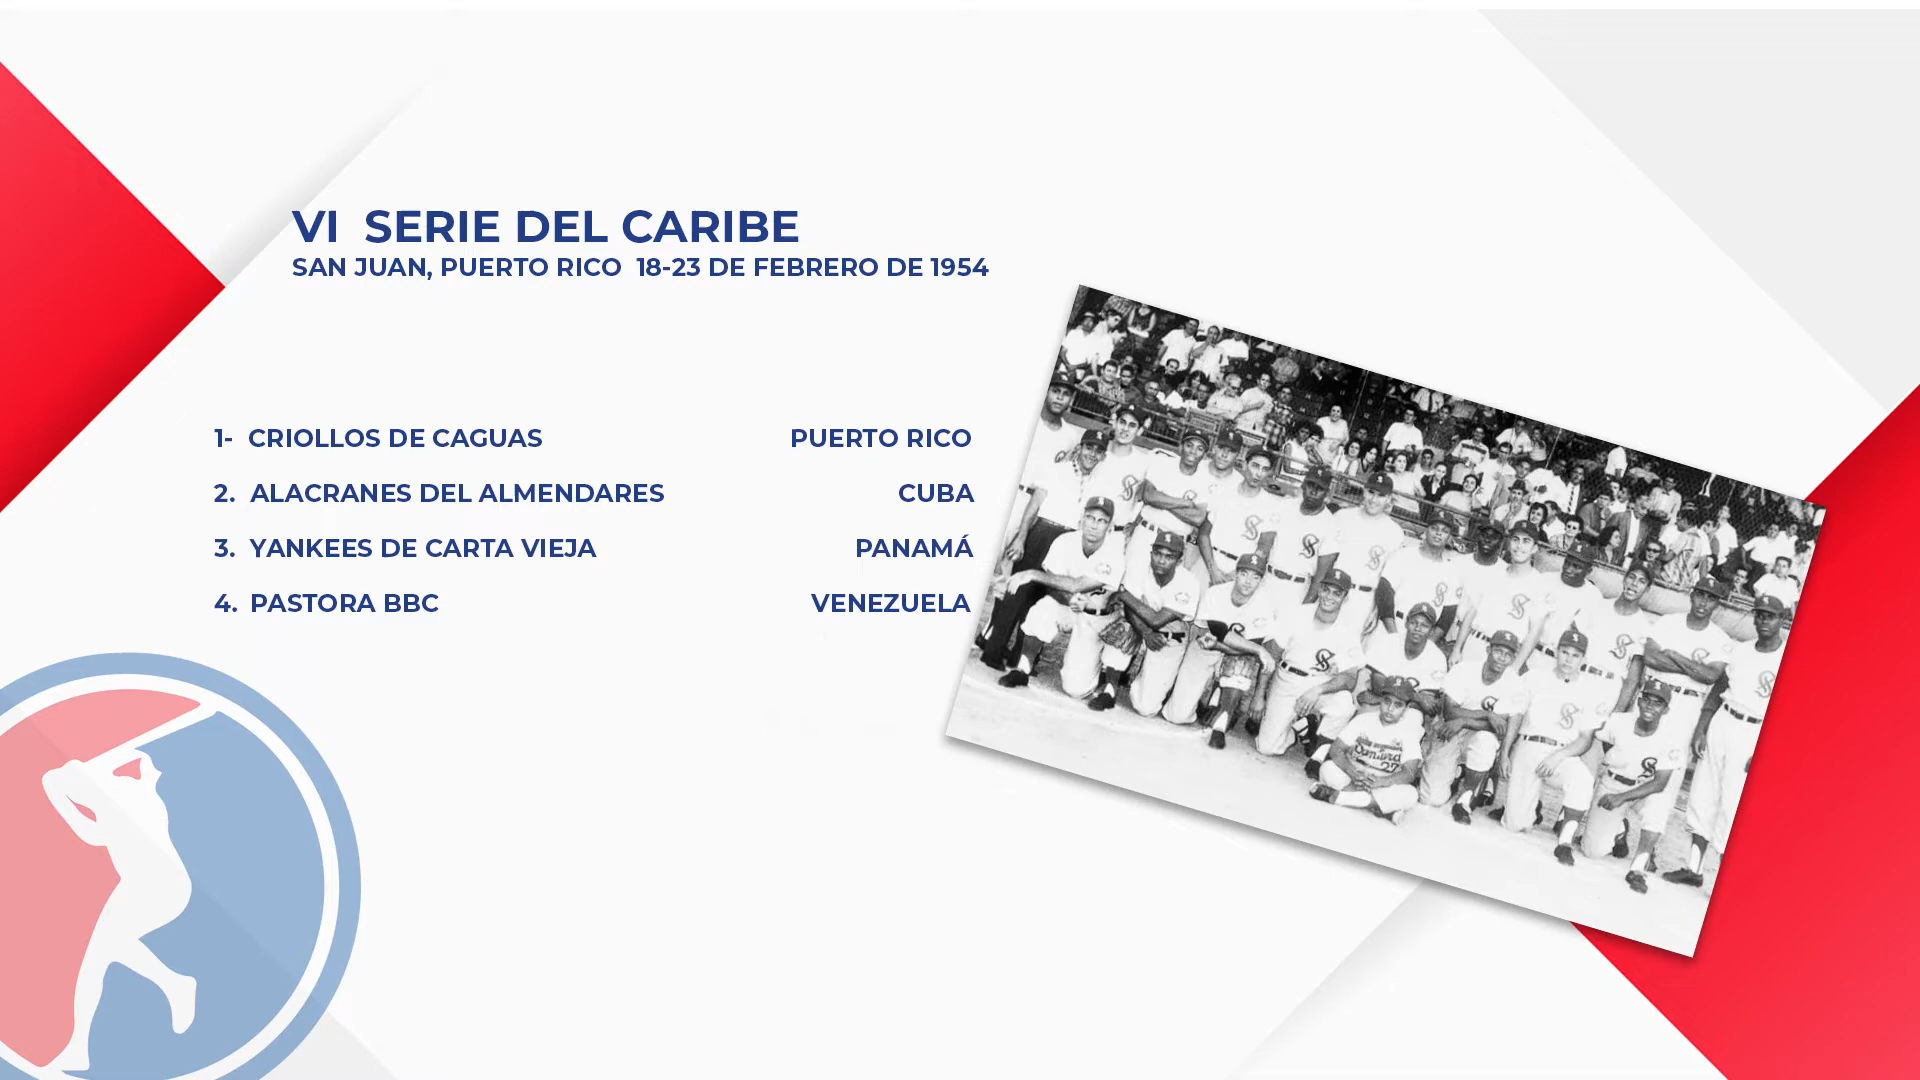 VI SERIE DEL CARIBE
SAN JUAN, PUERTO RICO 18-23 DE FEBRERO DE 1954
1- CRIOLLOS DE CAGUAS PUERTO RICO
2. ALACRANES DEL ALMENDARES CUBA
3. YANKEES DE CARTA VIEJA PANAMÁ
4. PASTORA BBC VENEZUELA
27